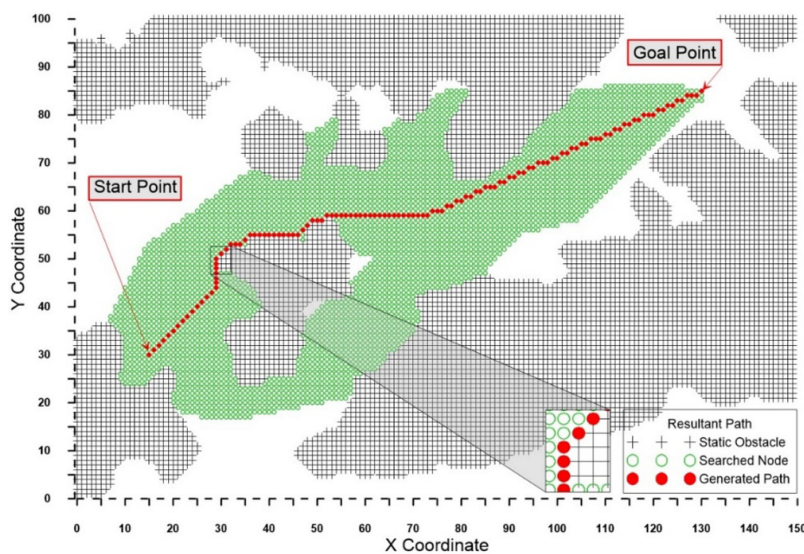 100
90
80
70
60
50
40
30
20
10
0
Y Coordinate
Goal Point
Start Point
Resultant Path
Static Obstacle
Searched Node
Generated Path
0 10 20 30 40 50 60 70 80 90 100 110 120 130 140 150
X Coordinate